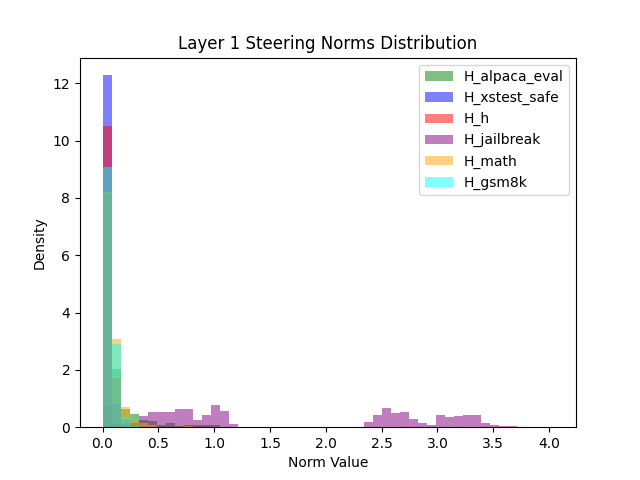 Layer 1 Steering Norms Distribution
H_alpaca_eval
H_xstest_safe
H_h
H_jailbreak
H_math
H_gsm8k
Density
12
10
8
6
4
2
0
0.0 0.5 1.0 1.5 2.0 2.5 3.0 3.5 4.0
Norm Value